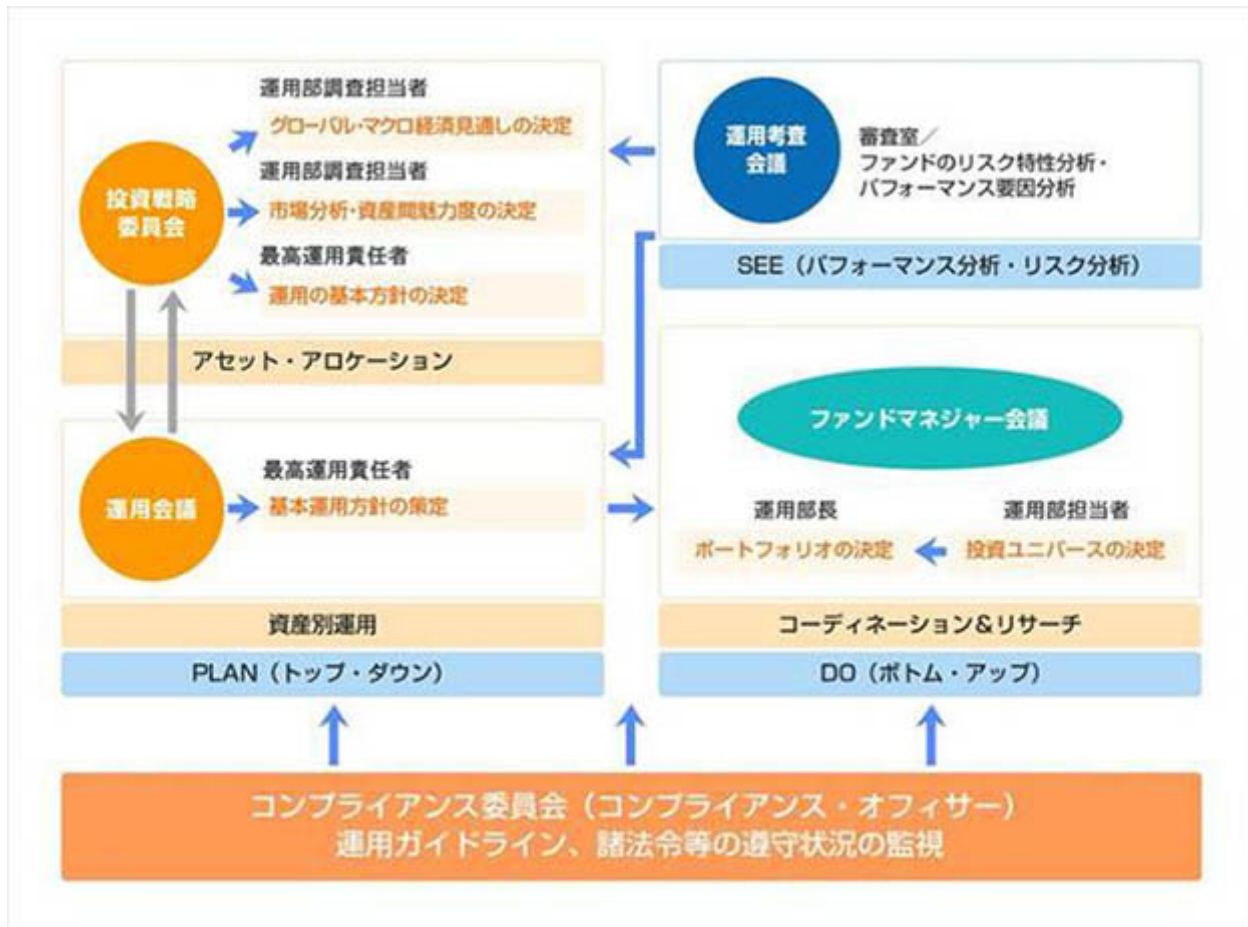 投資戦略
委員会
運用部調査担当者
グローバル・マクロ経済見通しの決定
運用部調査担当者
市場分析・資産間魅力度の決定
最高運用責任者
運用の基本方針の決定
アセット・アロケーション
運用会議
最高運用責任者
基本運用方針の策定
資産別運用
PLAN（トップ・ダウン）
運用考査
会議
審査室／
ファンドのリスク特性分析・
パフォーマンス要因分析
SEE（パフォーマンス分析・リスク分析）
ファンドマネジャー会議
運用部長
ポートフォリオの決定
運用部担当者
投資ユニバースの決定
コーディネーション&リサーチ
DO（ボトム・アップ）
コンプライアンス委員会（コンプライアンス・オフィサー）
運用ガイドライン、諸法令等の遵守状況の監視